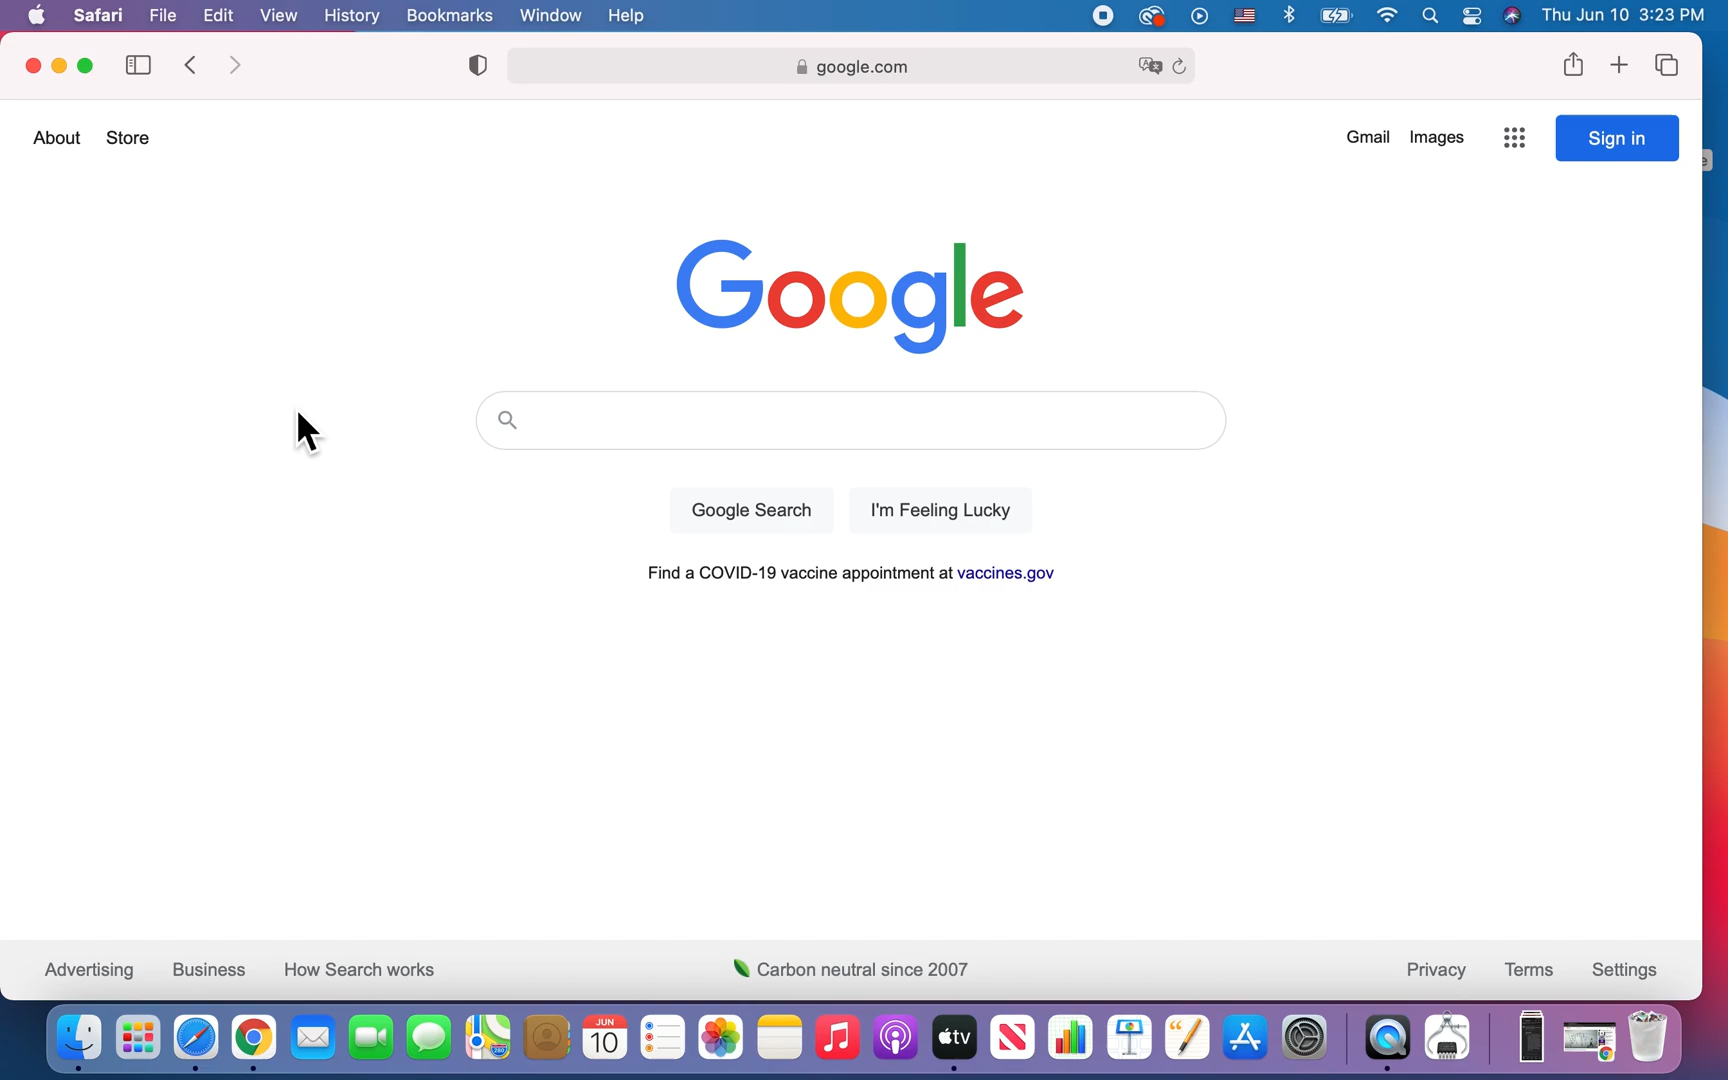 Safari File Edit View History Bookmarks Window Help Thu Jun 10 3:23 PM
google.com
About Store Gmail Images Sign in
Google
Google Search I'm Feeling Lucky
Find a COVID-19 vaccine appointment at vaccines.gov
Advertising Business How Search works Carbon neutral since 2007 Privacy Terms Settings
JUN
10
tv
280